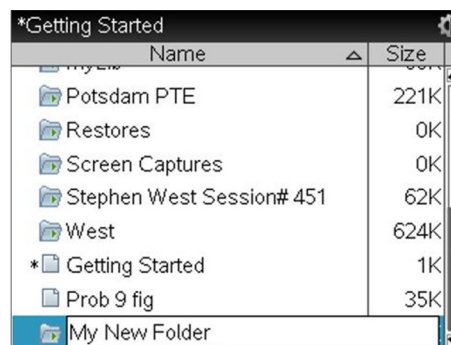 *Getting Started
Name Size
Potsdam PTE 221K
Restores 0K
Screen Captures 0K
Stephen West Session# 451 62K
West 624K
*Getting Started 1K
Prob 9 fig 35K
My New Folder